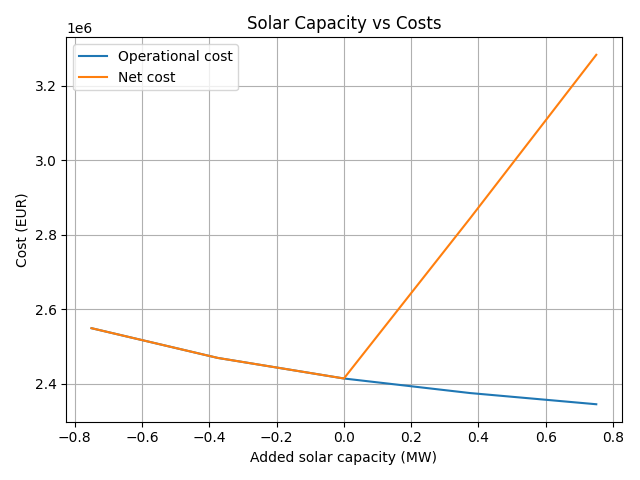 Solar Capacity vs Costs
1e6
Operational cost
Net cost
3.2
3.0
2.8
2.6
2.4
Cost (EUR)
−0.8 −0.6 −0.4 −0.2 0.0 0.2 0.4 0.6 0.8
Added solar capacity (MW)